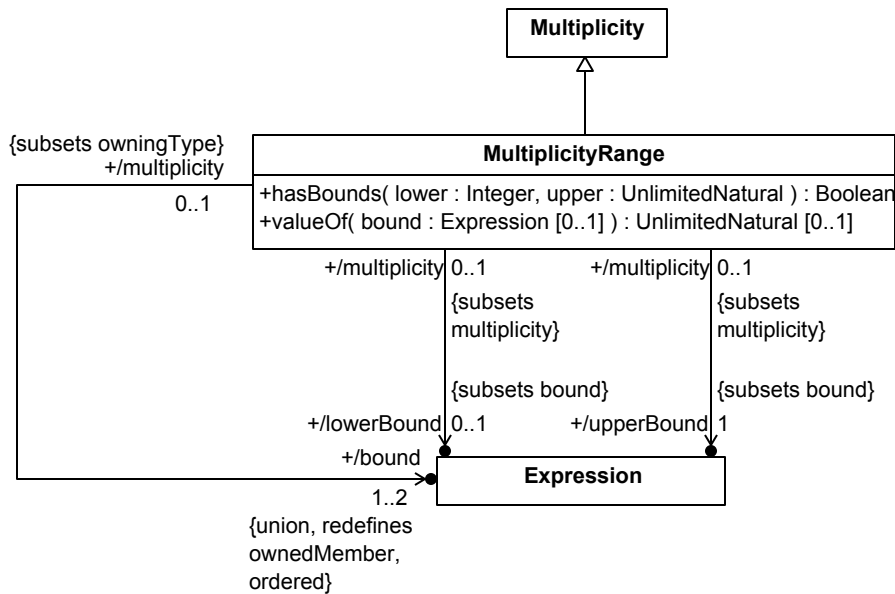 Multiplicity
{subsets owningType}
+/multiplicity
0..1
MultiplicityRange
+hasBounds( lower : Integer, upper : UnlimitedNatural ) : Boolean
+valueOf( bound : Expression [0..1] ) : UnlimitedNatural [0..1]
+/multiplicity 0..1
{subsets
multiplicity}
{subsets bound}
+/lowerBound 0..1
+/multiplicity 0..1
{subsets
multiplicity}
{subsets bound}
+/upperBound 1
+/bound
1..2
{union, redefines
ownedMember,
ordered}
Expression